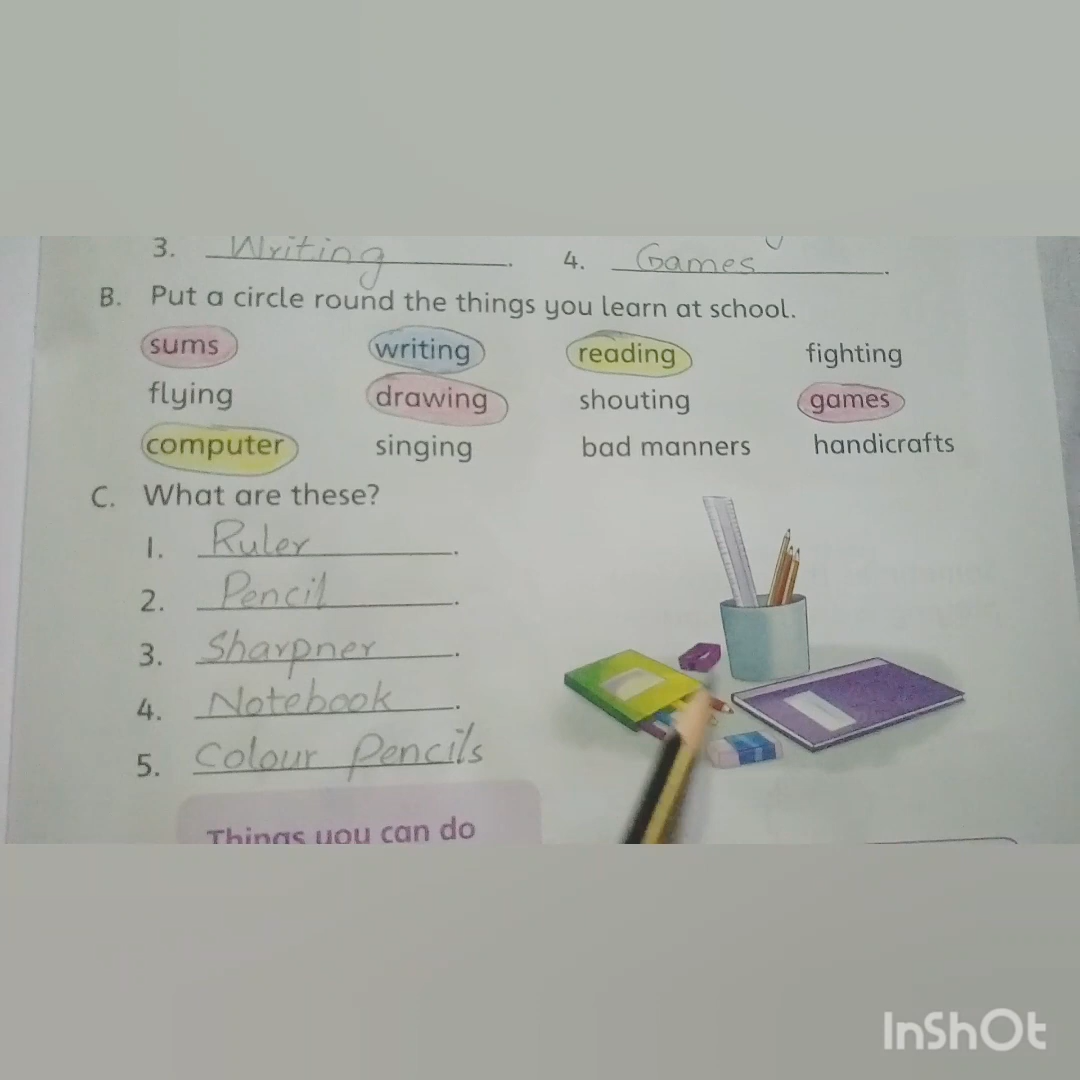 3. Writing . 4. Games .
B. Put a circle round the things you learn at school.
sums writing reading fighting
flying drawing shouting games
computer singing bad manners handicrafts
C. What are these?
1. Ruler .
2. Pencil .
3. Sharpner .
4. Notebook .
5. Colour Pencils
Things you can do
InShOt